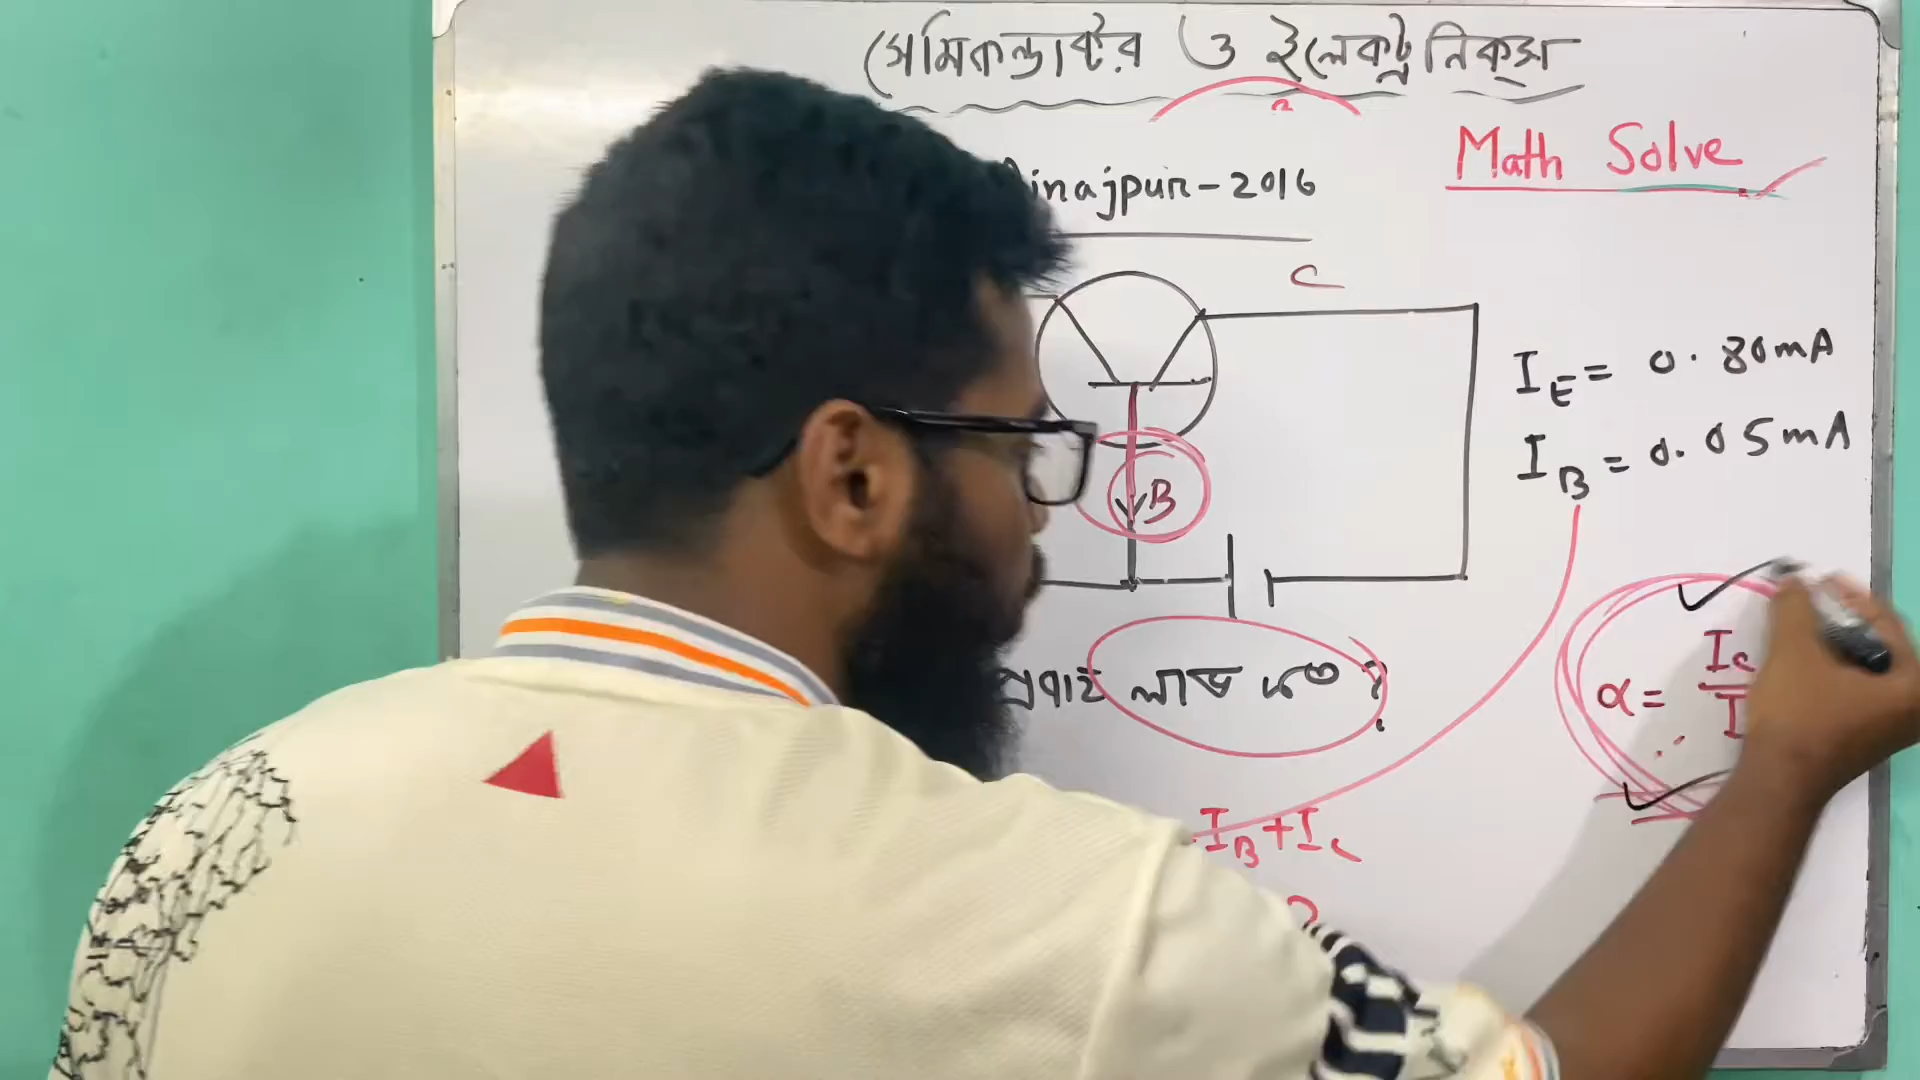 সেমিকন্ডাক্টর ও ইলেকট্রনিক্স
Math Solve
inajpur-2016
C
I_E = 0.80mA
I_B = 0.05mA
B
প্রবাহ লাভ কত ?
α = I_C
I
I_B + I_C
?